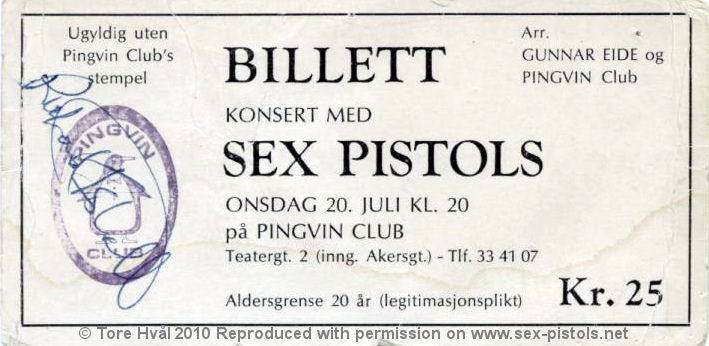 Ugyldig uten
Pingvin Club's
stempel
BILLETT
Arr.
GUNNAR EIDE og
PINGVIN Club
KONSERT MED
SEX PISTOLS
ONSDAG 20. JULI KL. 20
på PINGVIN CLUB
Teatergt. 2 (inng. Akersgt.) - Tlf. 33 41 07
Aldersgrense 20 år (legitimasjonsplikt)
Kr. 25
PINGVIN
CLUB
© Tore Hvål 2010 Reproduced with permission on www.sex-pistols.net